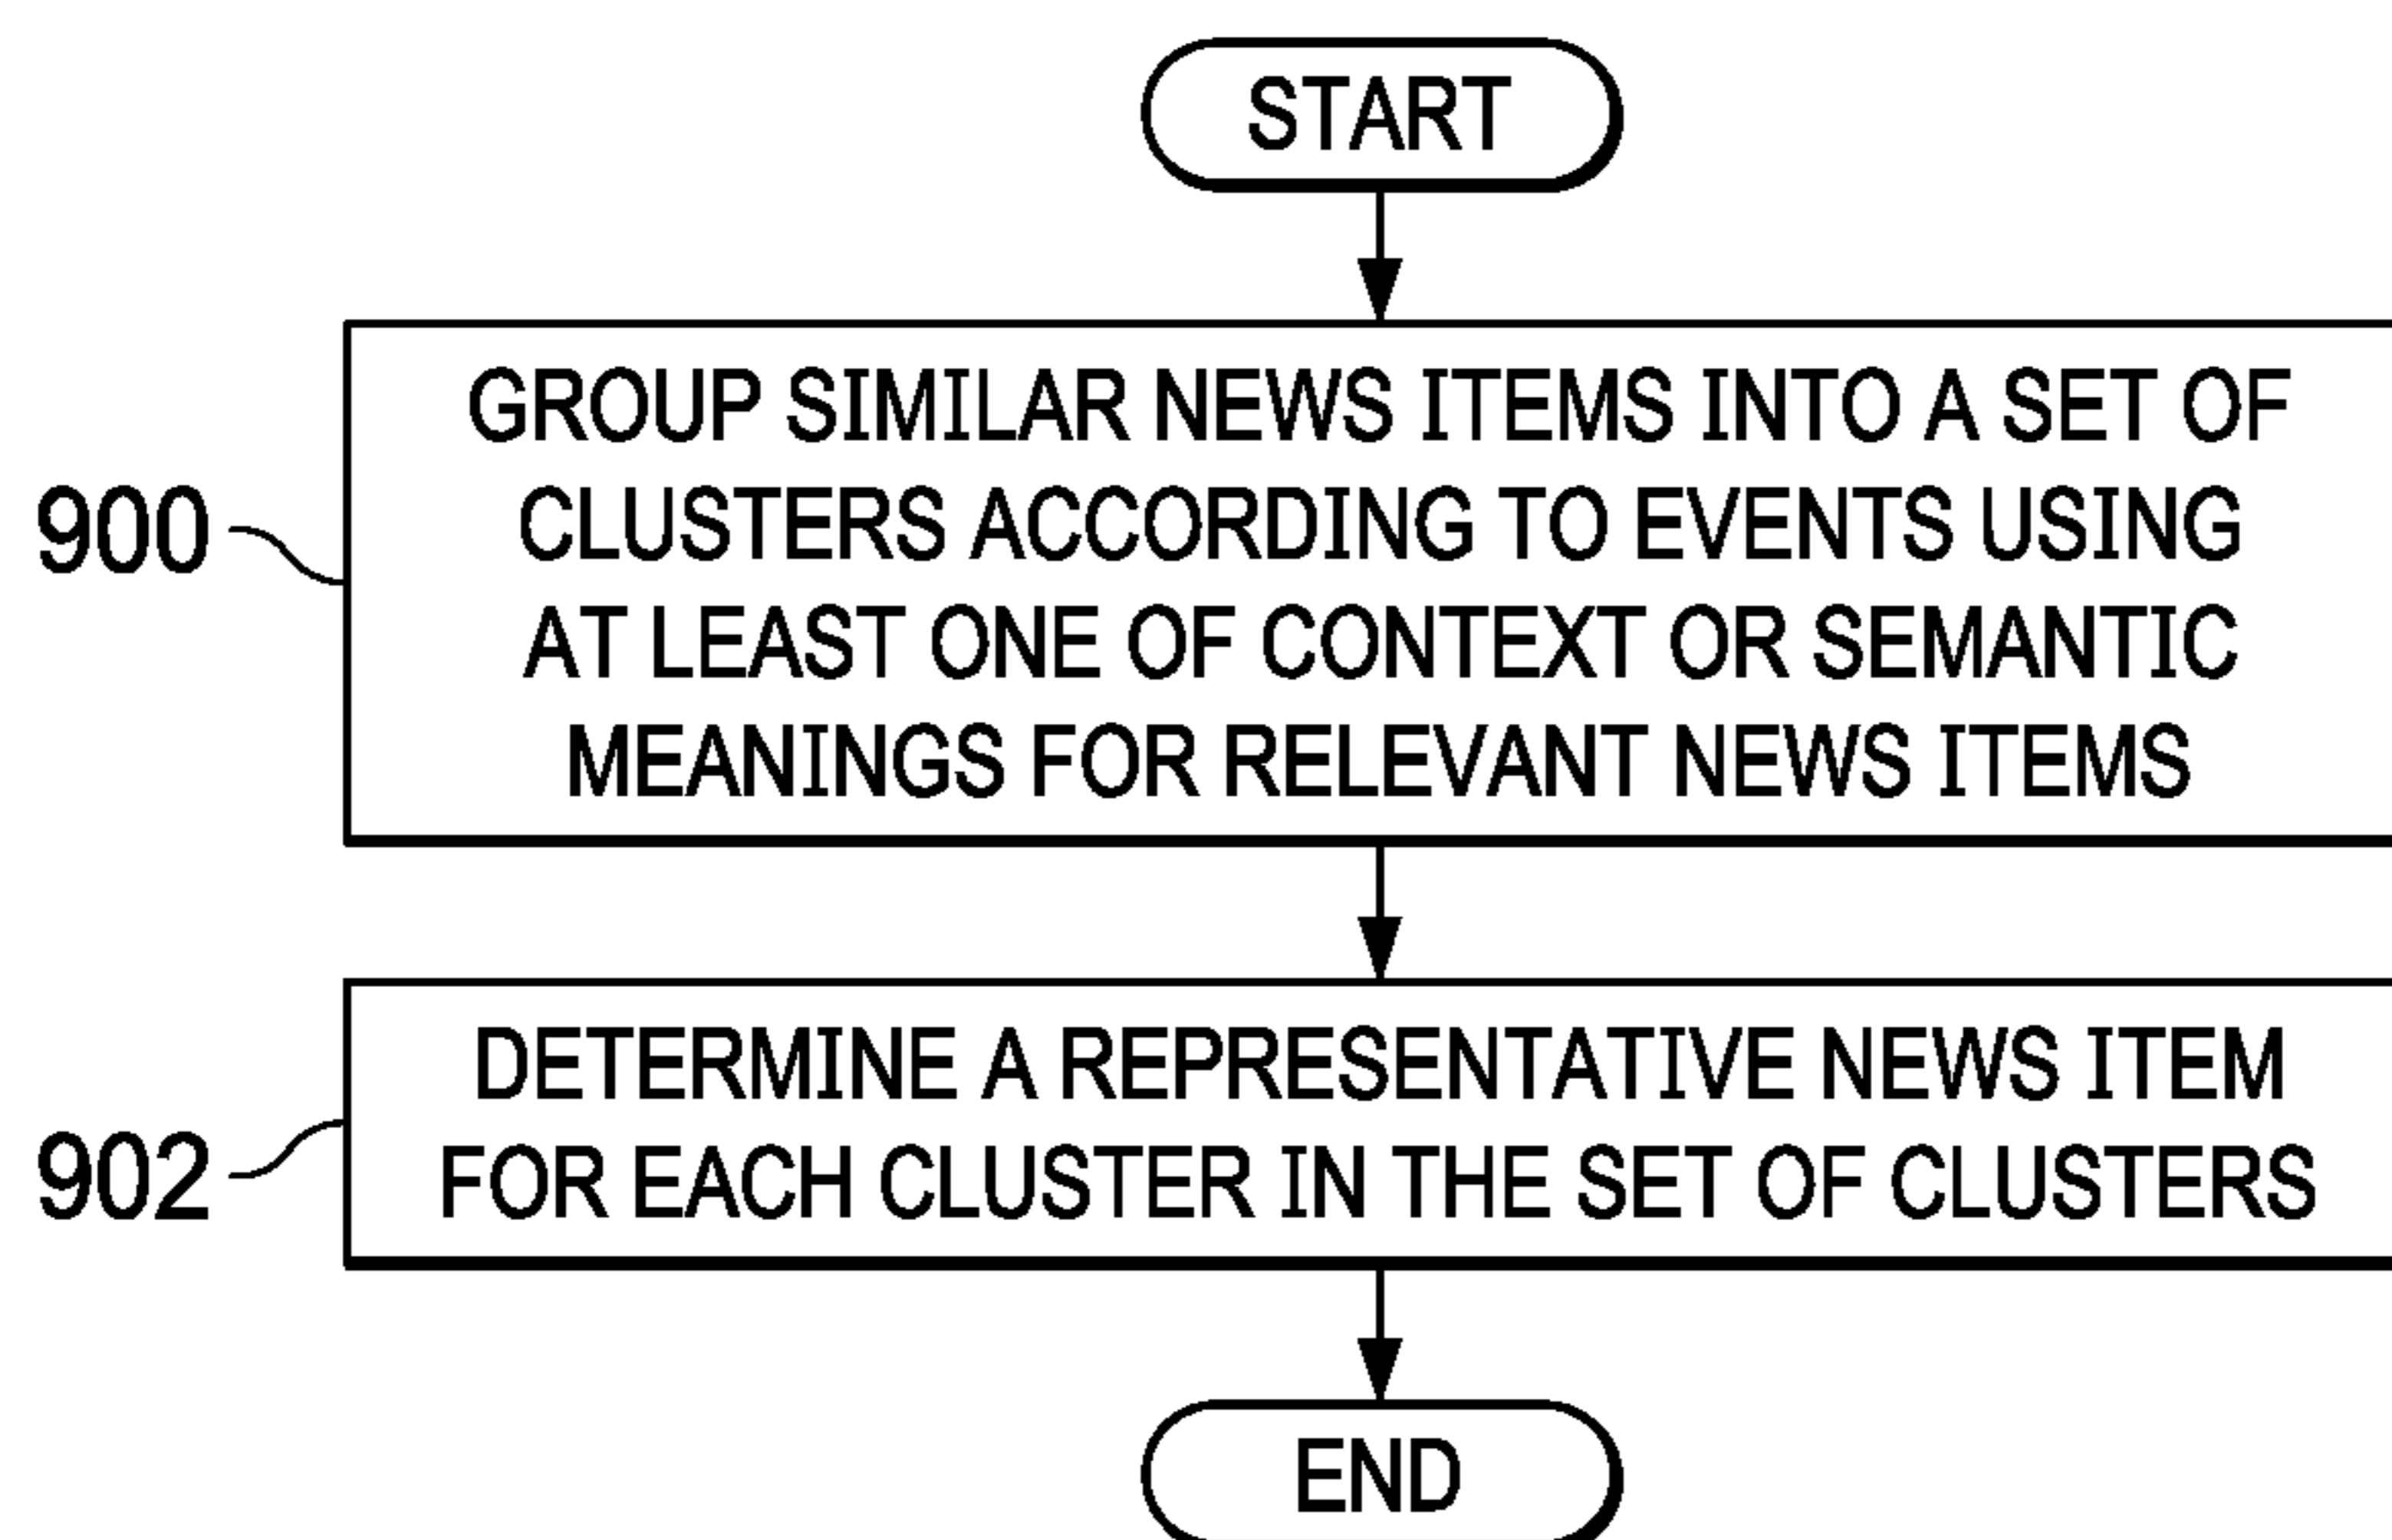 START
GROUP SIMILAR NEWS ITEMS INTO A SET OF
CLUSTERS ACCORDING TO EVENTS USING
900
AT LEAST ONE OF CONTEXT OR SEMANTIC
MEANINGS FOR RELEVANT NEWS ITEMS
DETERMINE A REPRESENTATIVE NEWS ITEM
902
FOR EACH CLUSTER IN THE SET OF CLUSTERS
END